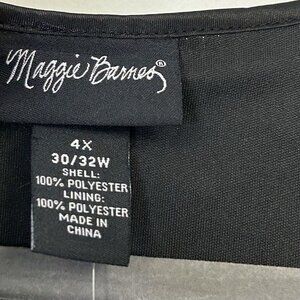 Maggie Barnes®
4X
30/32W
SHELL:
100% POLYESTER
LINING:
100% POLYESTER
MADE IN
CHINA